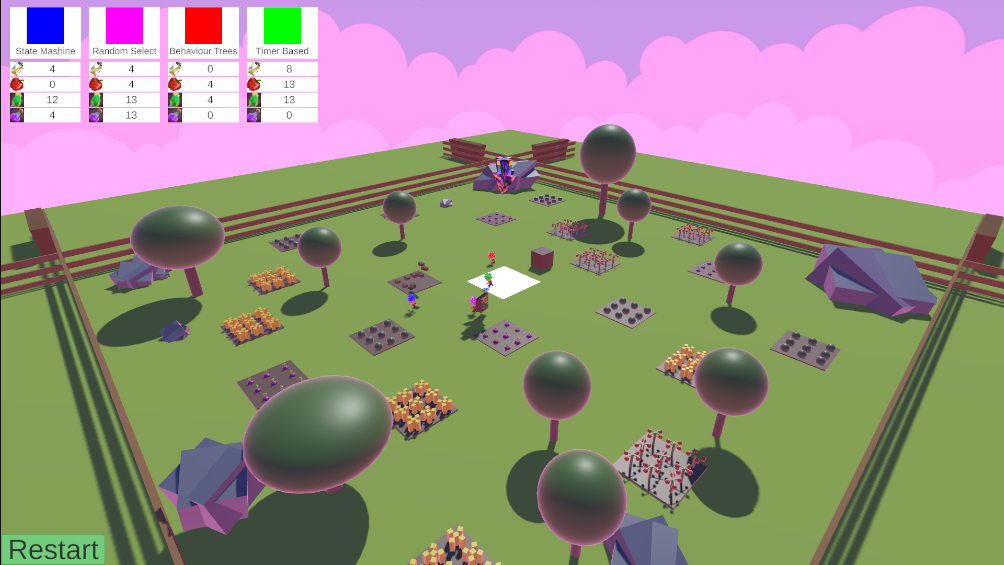 State Mashine Random Select Behaviour Trees Timer Based
4 4 0 8
0 4 4 13
12 13 4 13
4 13 0 0
Restart